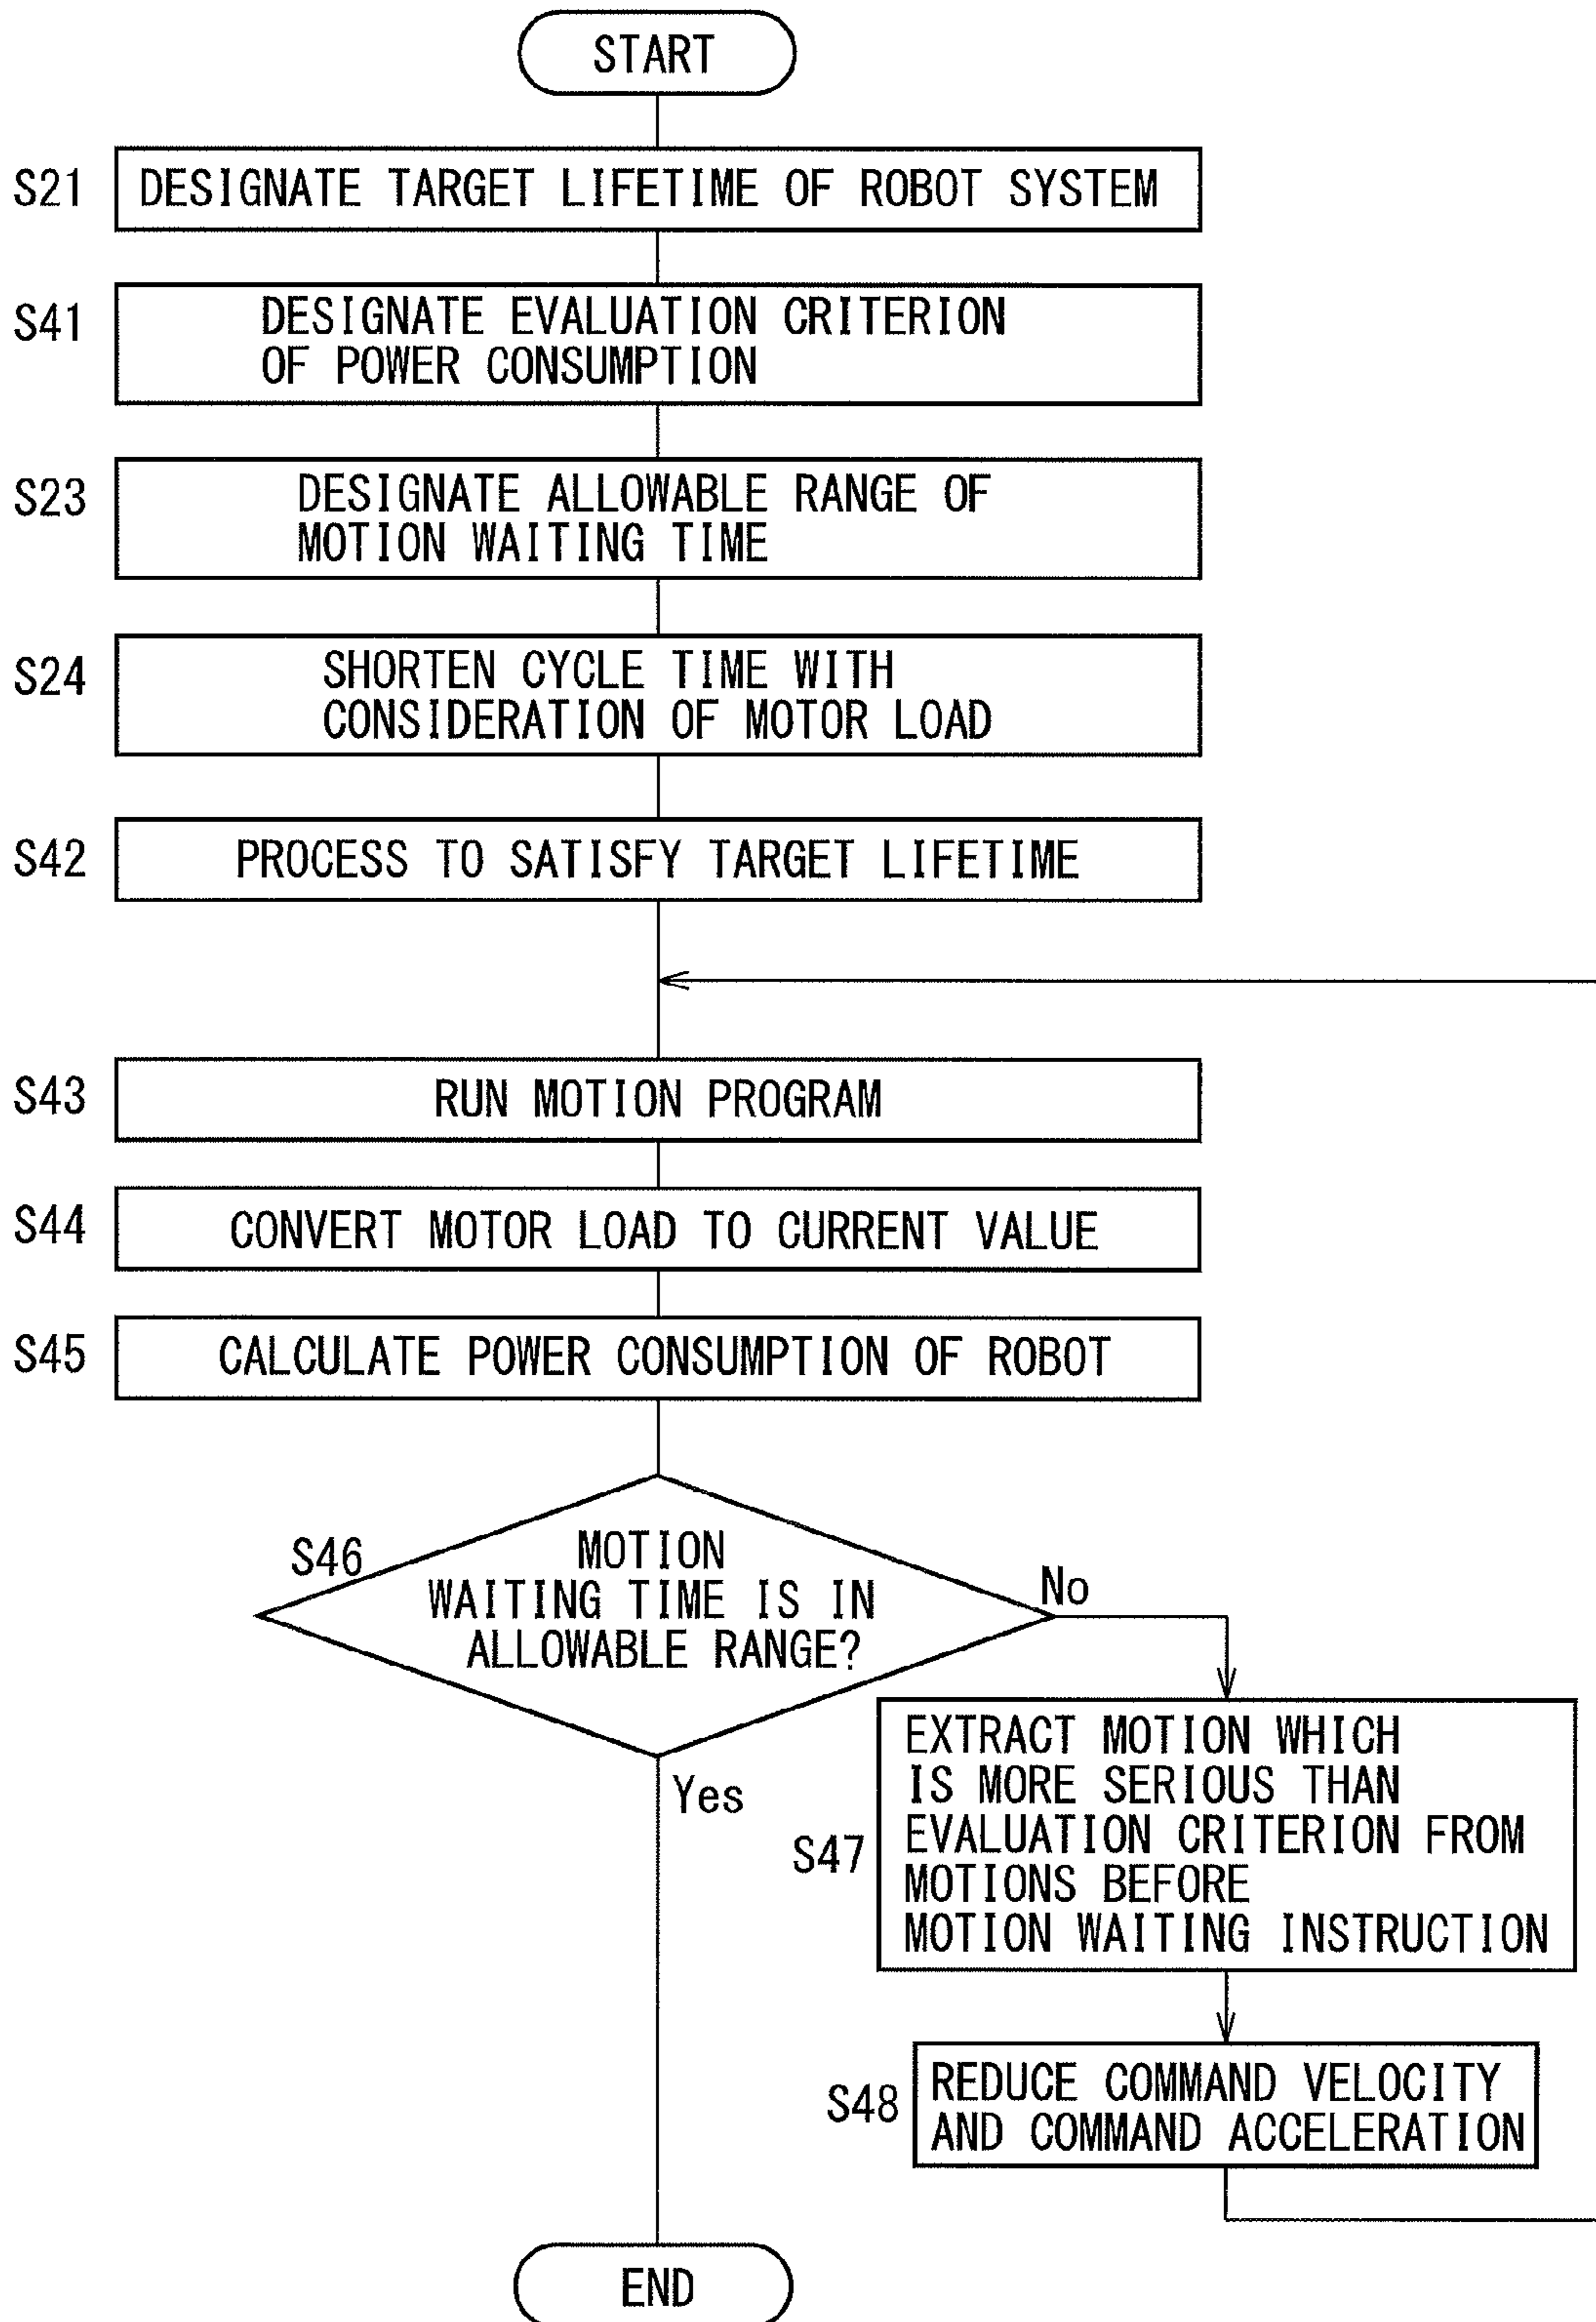 START
S21
DESIGNATE TARGET LIFETIME OF ROBOT SYSTEM
S41
DESIGNATE EVALUATION CRITERION
OF POWER CONSUMPTION
S23
DESIGNATE ALLOWABLE RANGE OF
MOTION WAITING TIME
S24
SHORTEN CYCLE TIME WITH
CONSIDERATION OF MOTOR LOAD
S42
PROCESS TO SATISFY TARGET LIFETIME
S43
RUN MOTION PROGRAM
S44
CONVERT MOTOR LOAD TO CURRENT VALUE
S45
CALCULATE POWER CONSUMPTION OF ROBOT
S46
MOTION
WAITING TIME IS IN
ALLOWABLE RANGE?
No
Yes
S47
EXTRACT MOTION WHICH
IS MORE SERIOUS THAN
EVALUATION CRITERION FROM
MOTIONS BEFORE
MOTION WAITING INSTRUCTION
S48
REDUCE COMMAND VELOCITY
AND COMMAND ACCELERATION
END